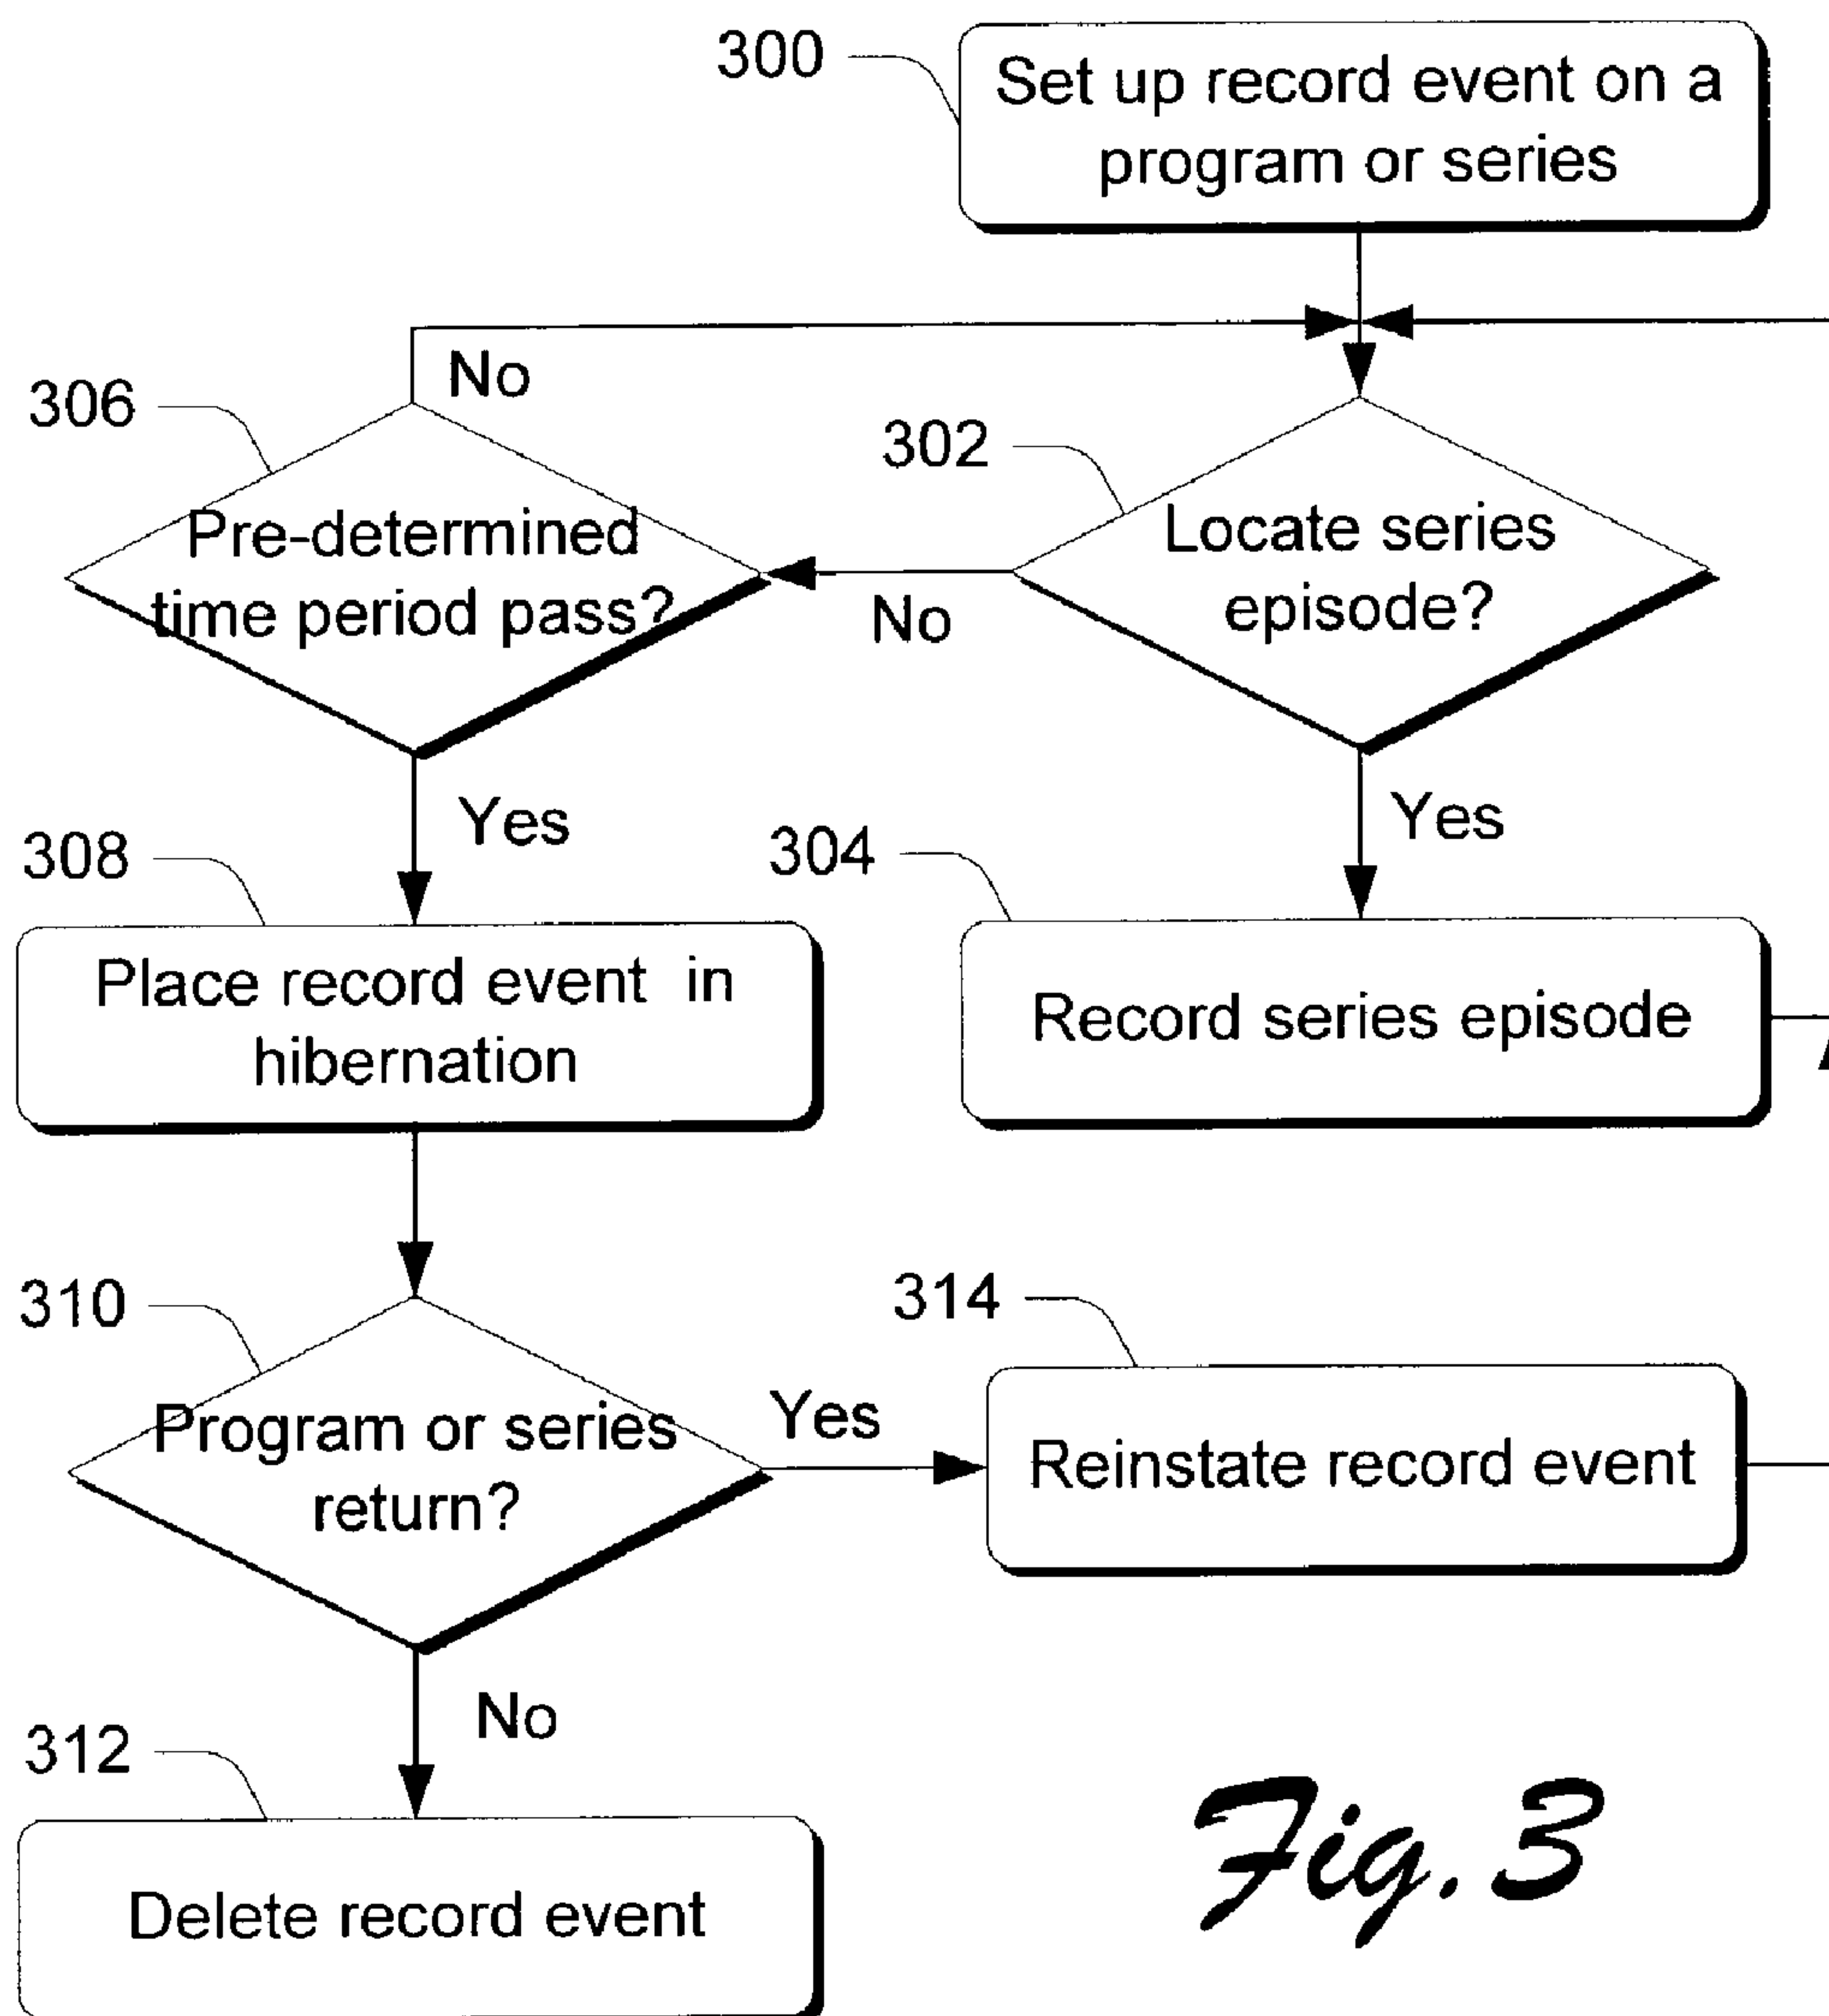 300
Set up record event on a
program or series
No
306
302
Pre-determined
time period pass?
No
Locate series
episode?
Yes
Yes
308
304
Place record event in
hibernation
Record series episode
310
314
Program or series
return?
Yes
Reinstate record event
No
312
Delete record event
Fig. 3